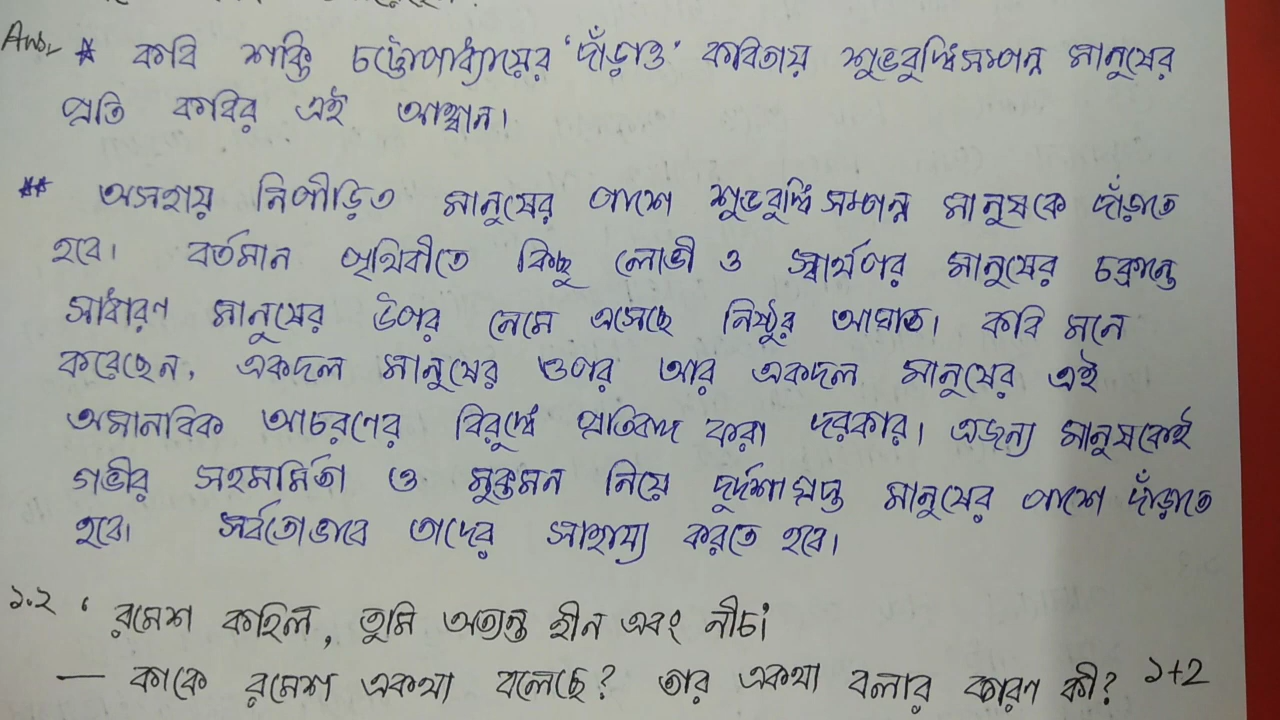 Ans, * কবি শক্তি চট্টোপাধ্যায়ের 'দাঁড়াও' কবিতায় শুভবুদ্ধিসম্পন্ন মানুষের
প্রতি কবির এই আহ্বান।
** অসহায় নিপীড়িত মানুষের পাশে শুভবুদ্ধিসম্পন্ন মানুষকে দাঁড়াতে
হবে। বর্তমান পৃথিবীতে কিছু লোভী ও স্বার্থপর মানুষের চক্রান্তে
সাধারণ মানুষের উপর নেমে এসেছে নিষ্ঠুর আঘাত। কবি মনে
করেছেন, একদল মানুষের ওপর আর একদল মানুষের এই
অমানবিক আচরণের বিরুদ্ধে প্রতিবাদ করা দরকার। এজন্য মানুষকেই
গভীর সহমর্মিতা ও মুক্তমন নিয়ে দুর্দশাগ্রস্ত মানুষের পাশে দাঁড়াতে
হবে। সর্বতোভাবে তাদের সাহায্য করতে হবে।
১.২ 'রমেশ কহিল, তুমি অত্যন্ত হীন এবং নীচ।'
— কাকে রমেশ একথা বলেছে? তার একথা বলার কারণ কী? ১+2